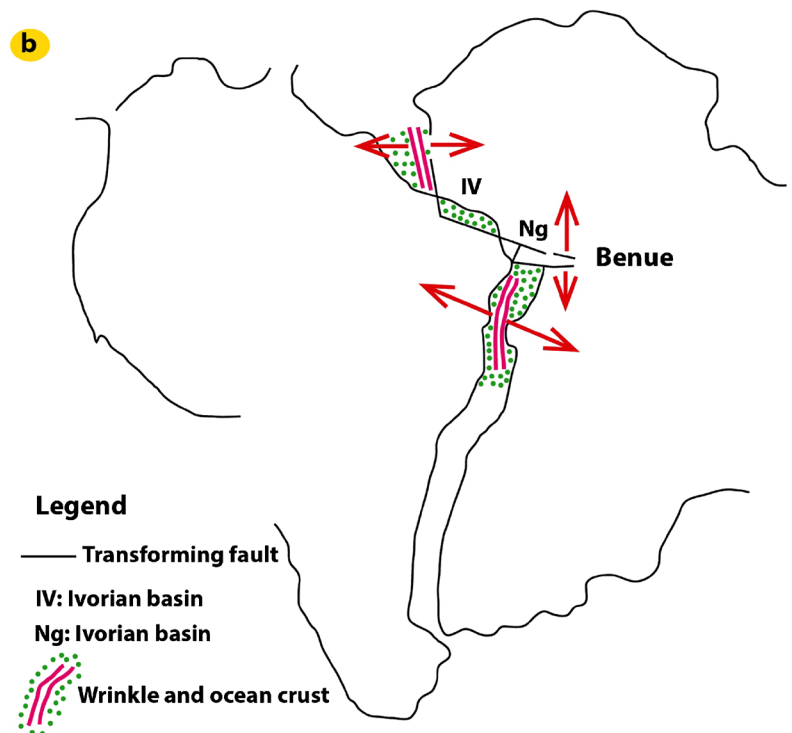 b
IV
Ng
Benue
Legend
Transforming fault
IV: Ivorian basin
Ng: Ivorian basin
Wrinkle and ocean crust